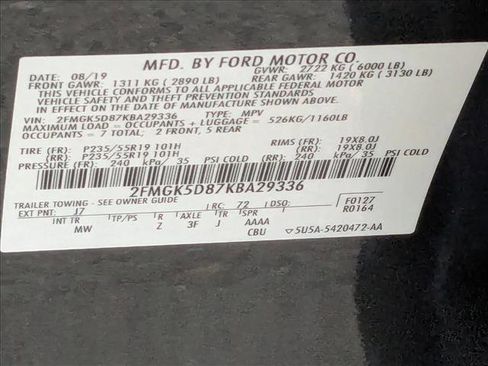 MFD. BY FORD MOTOR CO.
DATE: 08/19 GVWR: 2722 KG (6000 LB)
FRONT GAWR: 1311 KG (2890 LB) REAR GAWR: 1420 KG (3130 LB)
THIS VEHICLE CONFORMS TO ALL APPLICABLE FEDERAL MOTOR
VEHICLE SAFETY AND THEFT PREVENTION STANDARDS IN
EFFECT ON THE DATE OF MANUFACTURE SHOWN ABOVE.
VIN: 2FMGK5D87KBA29336 TYPE: MPV
MAXIMUM LOAD = OCCUPANTS + LUGGAGE = 526KG/1160LB
OCCUPANTS = 7 TOTAL; 2 FRONT, 5 REAR
TIRE (FR): P235/55R19 101H RIMS (FR): 19X8.0J
(RR): P235/55R19 101H (RR): 19X8.0J
PRESSURE (FR): 240 kPa/ 35 PSI COLD (RR): 240 kPa/ 35 PSI COLD
2FMGK5D87KBA29336
TRAILER TOWING - SEE OWNER GUIDE F0127
EXT PNT: J7 RC: 72 DSO: R0164
INT TR TP/PS R AXLE TR SPR
MW Z 3F J AAAA
CBU 5U5A-5420472-AA